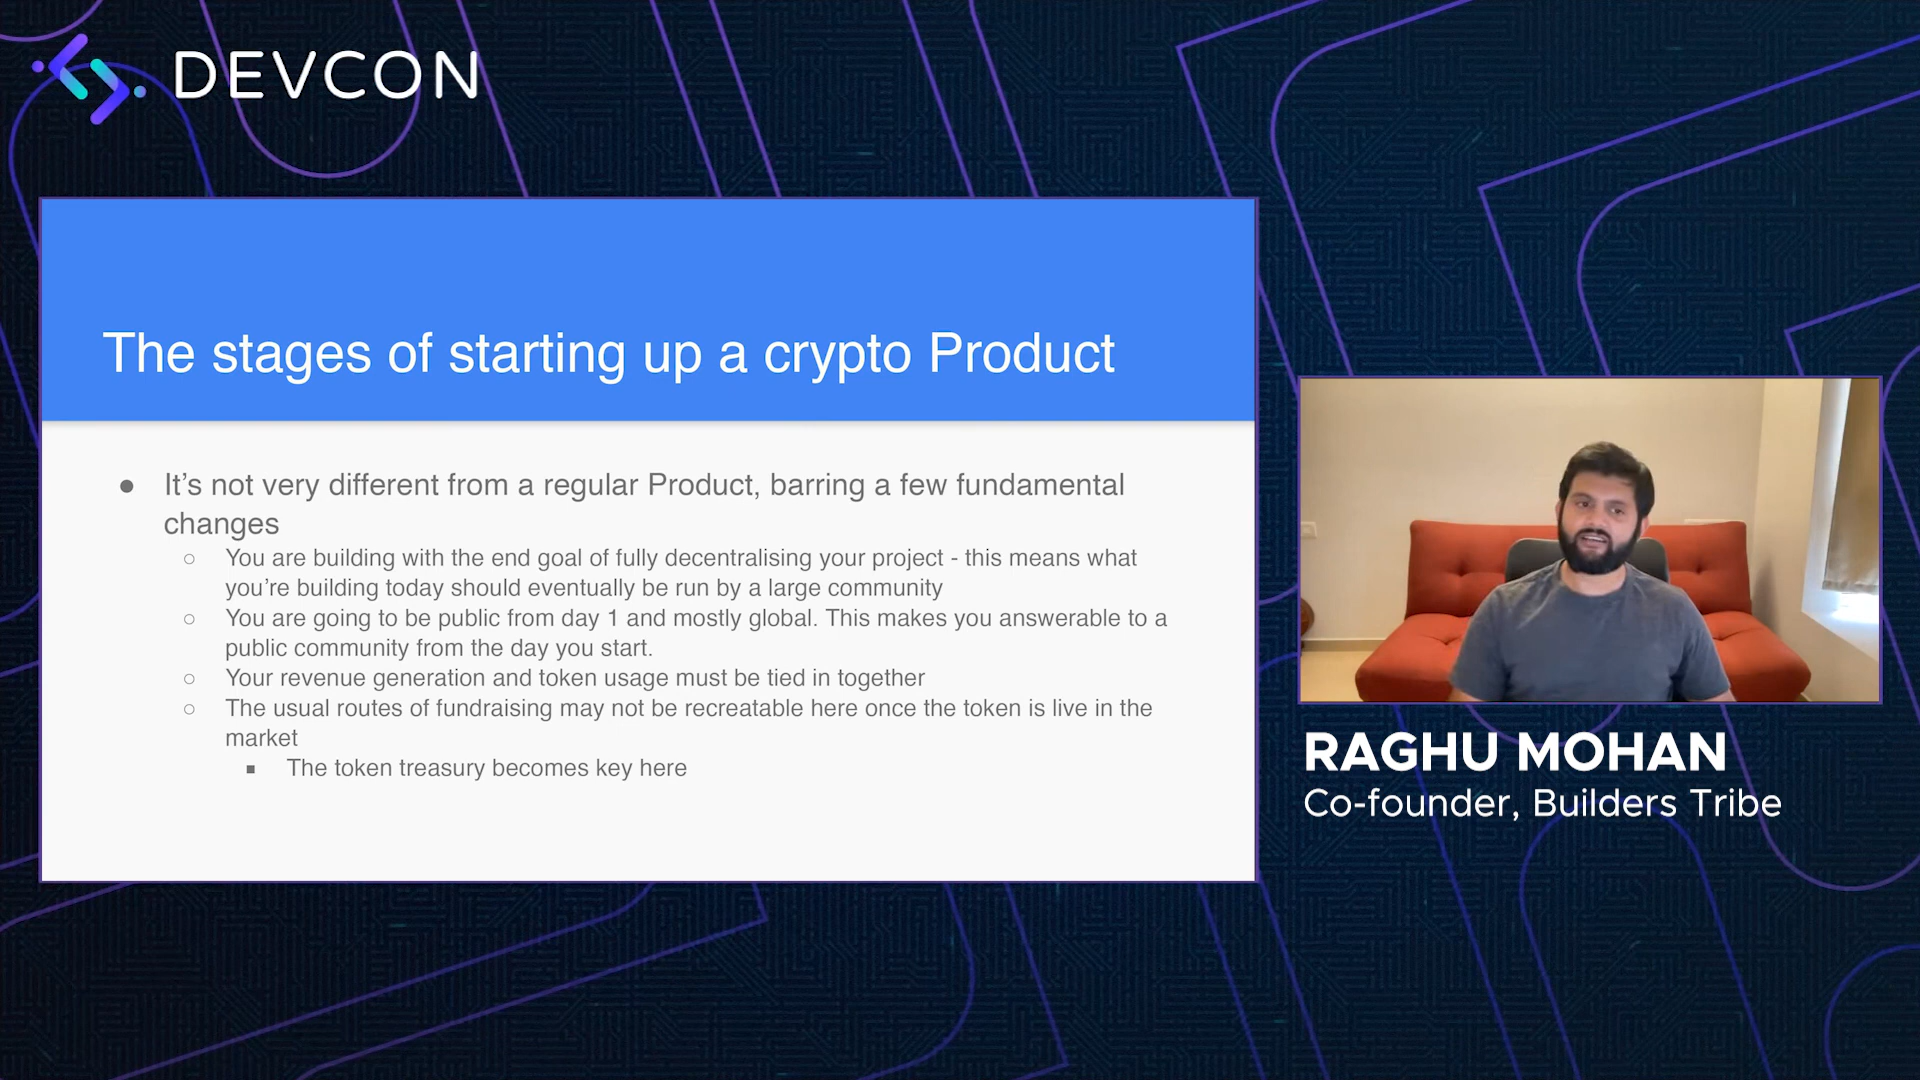 DEVCON
The stages of starting up a crypto Product
● It’s not very different from a regular Product, barring a few fundamental
changes
○ You are building with the end goal of fully decentralising your project - this means what
you’re building today should eventually be run by a large community
○ You are going to be public from day 1 and mostly global. This makes you answerable to a
public community from the day you start.
○ Your revenue generation and token usage must be tied in together
○ The usual routes of fundraising may not be recreatable here once the token is live in the
market
■ The token treasury becomes key here
RAGHU MOHAN
Co-founder, Builders Tribe